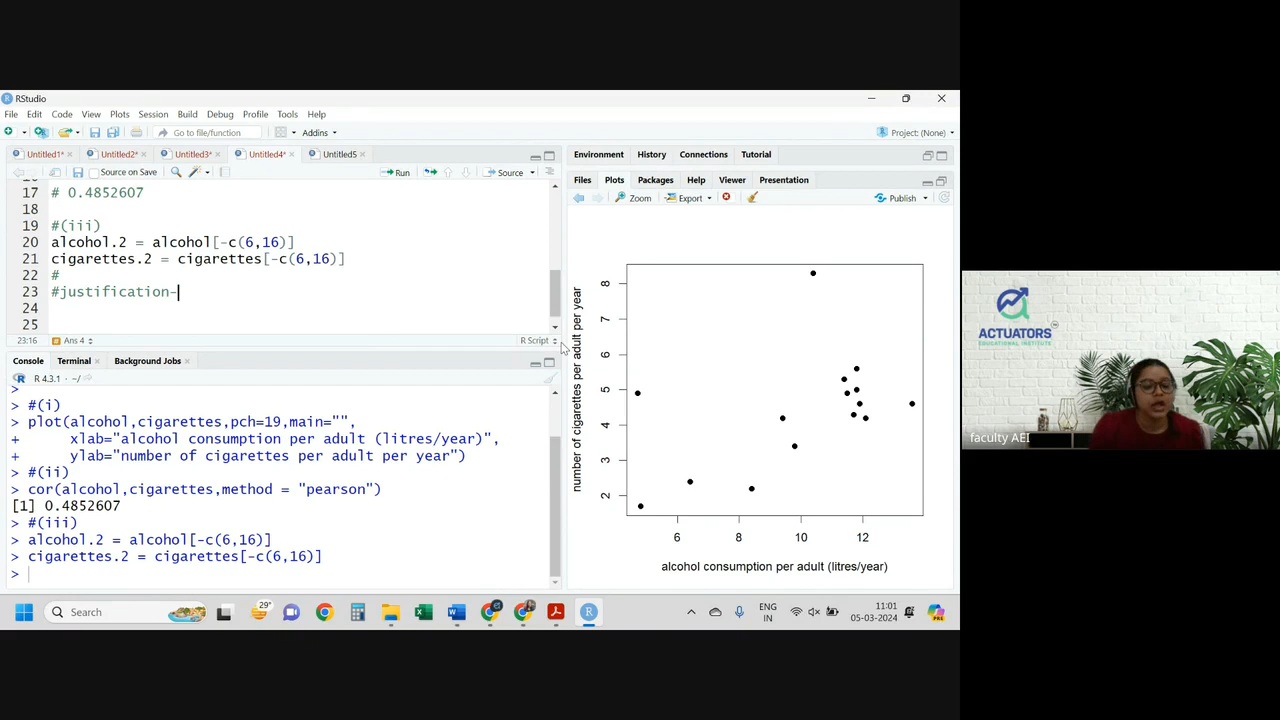 RStudio
File Edit Code View Plots Session Build Debug Profile Tools Help
Go to file/function Addins Project: (None)
Untitled1* Untitled2* Untitled3* Untitled4* Untitled5
Source on Save Run Source
17 # 0.4852607
18
19 #(iii)
20 alcohol.2 = alcohol[-c(6,16)]
21 cigarettes.2 = cigarettes[-c(6,16)]
22 #
23 #justification-
24
25
23:16 # Ans 4 R Script
Console Terminal Background Jobs
R 4.3.1 · ~/
>
> #(i)
> plot(alcohol,cigarettes,pch=19,main="",
+ xlab="alcohol consumption per adult (litres/year)",
+ ylab="number of cigarettes per adult per year")
> #(ii)
> cor(alcohol,cigarettes,method = "pearson")
[1] 0.4852607
> #(iii)
> alcohol.2 = alcohol[-c(6,16)]
> cigarettes.2 = cigarettes[-c(6,16)]
>
Environment History Connections Tutorial
Files Plots Packages Help Viewer Presentation
Zoom Export Publish
number of cigarettes per adult per year
8
7
6
5
4
3
2
6 8 10 12
alcohol consumption per adult (litres/year)
ACTUATORS
EDUCATIONAL INSTITUTE
faculty AEI
Search
29°
ENG
IN
11:01
05-03-2024